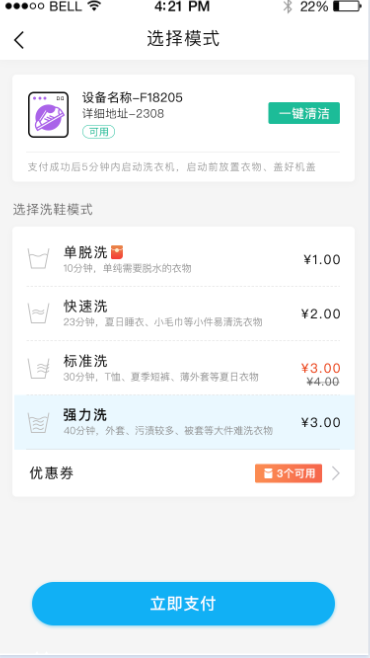 BELL 4:21 PM 22%
选择模式
设备名称-F18205
详细地址-2308
一键清洁
可用
支付成功后5分钟内启动洗衣机，启动前放置衣物、盖好机盖
选择洗鞋模式
单脱洗
¥1.00
10分钟，单纯需要脱水的衣物
快速洗
¥2.00
23分钟，夏日睡衣、小毛巾等小件易清洗衣物
标准洗
¥3.00
30分钟，T恤、夏季短裤、薄外套等夏日衣物
¥4.00
强力洗
¥3.00
40分钟，外套、污渍较多、被套等大件难洗衣物
优惠券
3个可用
立即支付